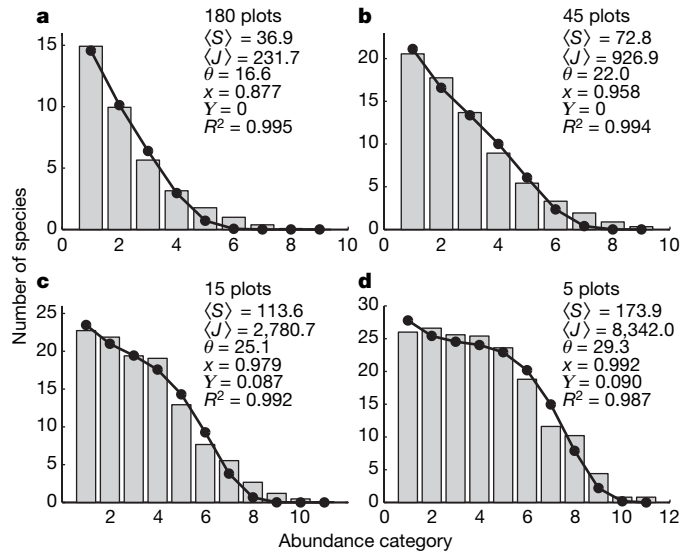 a
180 plots
⟨S⟩ = 36.9
⟨J⟩ = 231.7
θ = 16.6
x = 0.877
Y = 0
R² = 0.995
15
10
5
0
0 2 4 6 8 10
b
45 plots
⟨S⟩ = 72.8
⟨J⟩ = 926.9
θ = 22.0
x = 0.958
Y = 0
R² = 0.994
20
15
10
5
0
0 2 4 6 8 10
Number of species
c
15 plots
⟨S⟩ = 113.6
⟨J⟩ = 2,780.7
θ = 25.1
x = 0.979
Y = 0.087
R² = 0.992
25
20
15
10
5
0
2 4 6 8 10
d
5 plots
⟨S⟩ = 173.9
⟨J⟩ = 8,342.0
θ = 29.3
x = 0.992
Y = 0.090
R² = 0.987
30
25
20
15
10
5
0
0 2 4 6 8 10 12
Abundance category